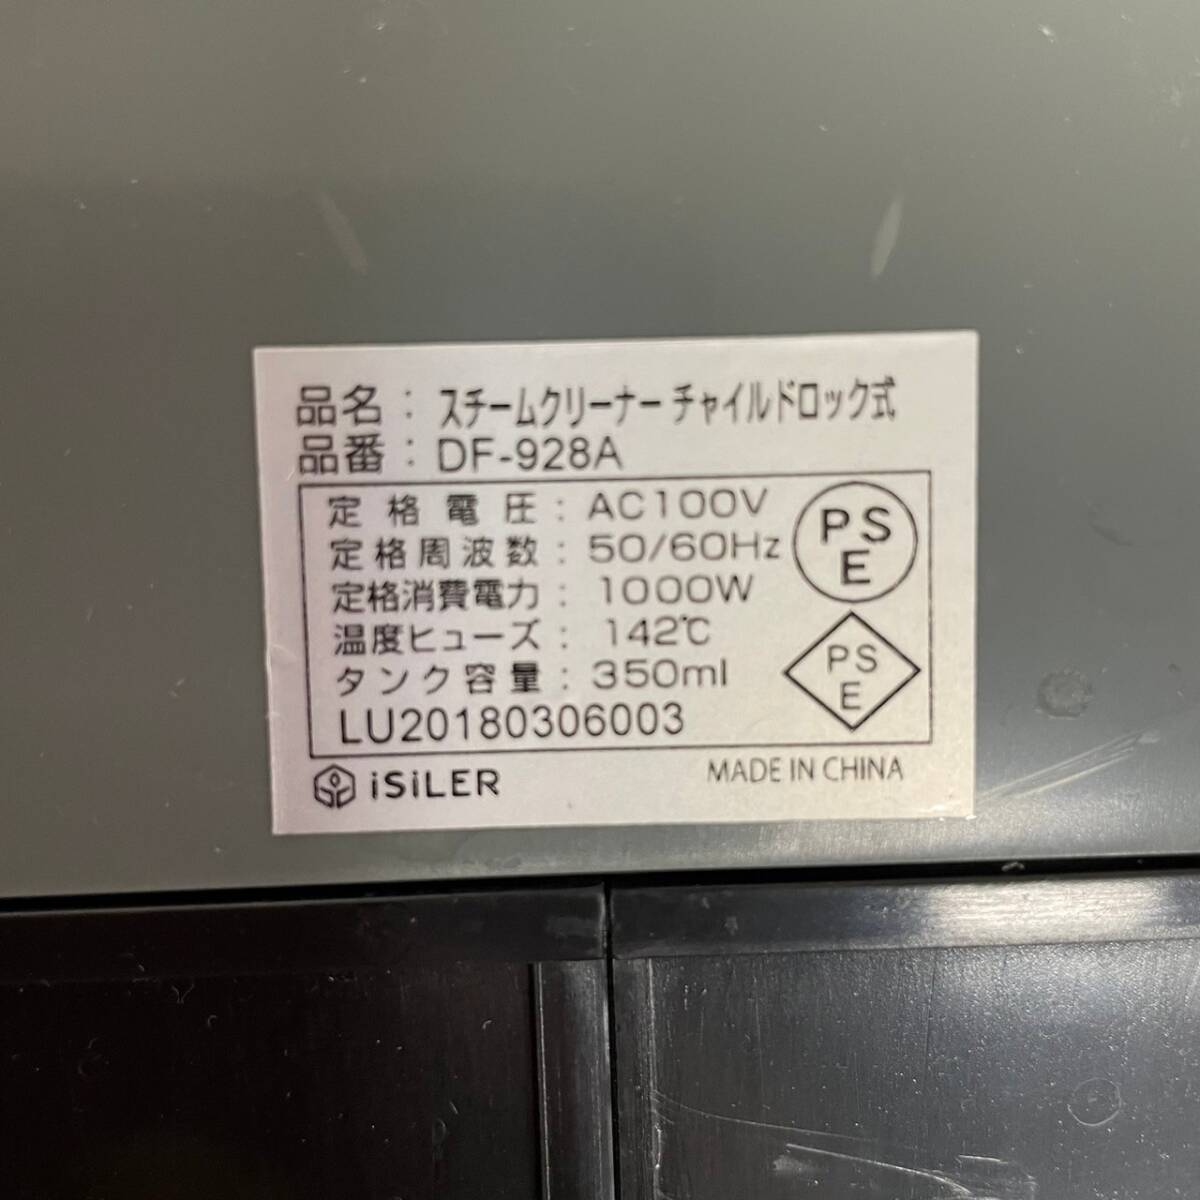 品名：スチームクリーナー チャイルドロック式
品番：DF-928A
定格電圧：AC100V
定格周波数：50/60Hz
定格消費電力：1000W
温度ヒューズ：142℃
タンク容量：350ml
LU20180306003
PS
E
PS
E
iSiLER
MADE IN CHINA